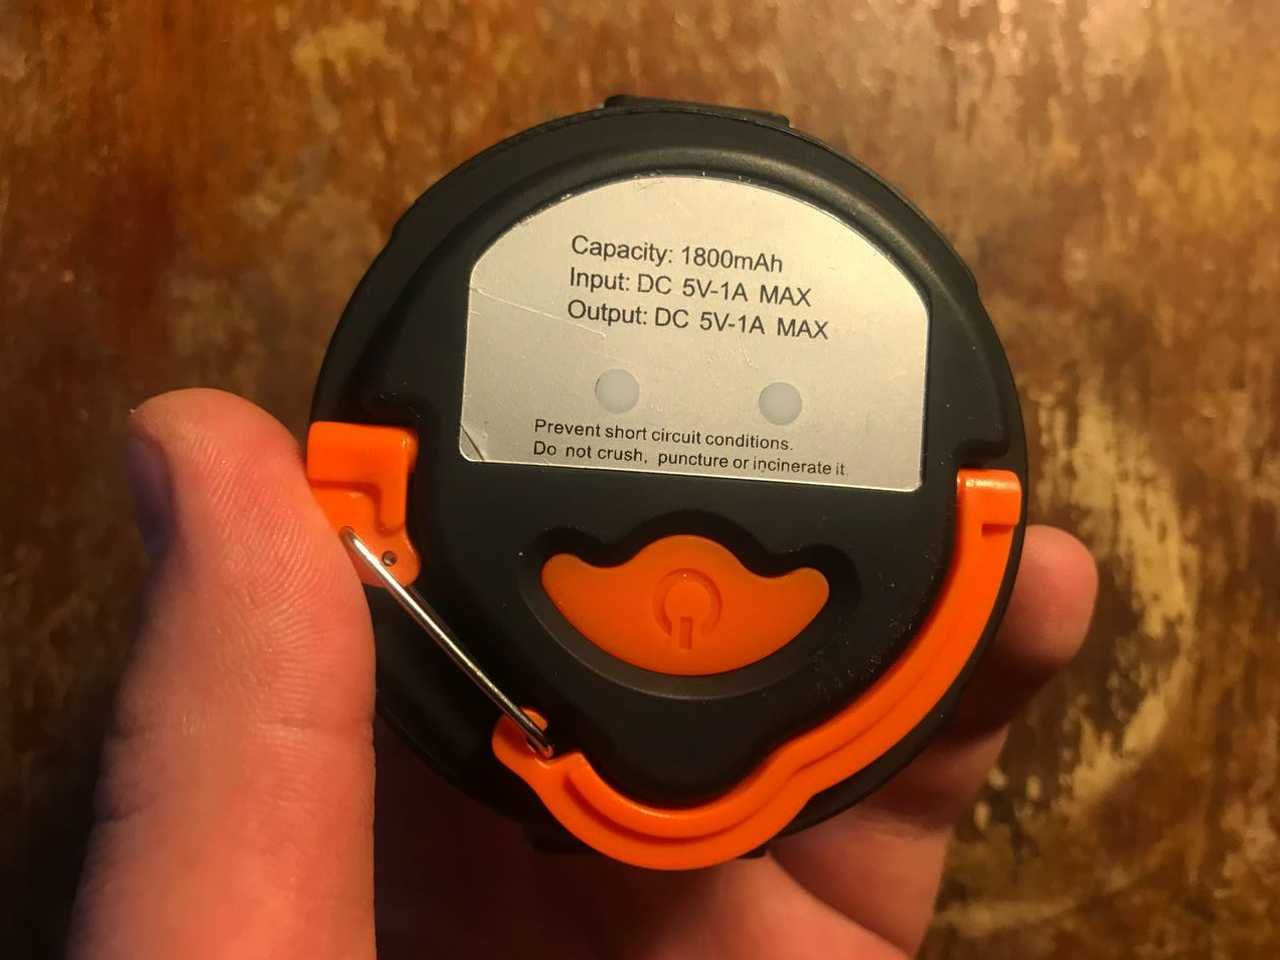 Capacity: 1800mAh
Input: DC 5V-1A MAX
Output: DC 5V-1A MAX
Prevent short circuit conditions.
Do not crush, puncture or incinerate it